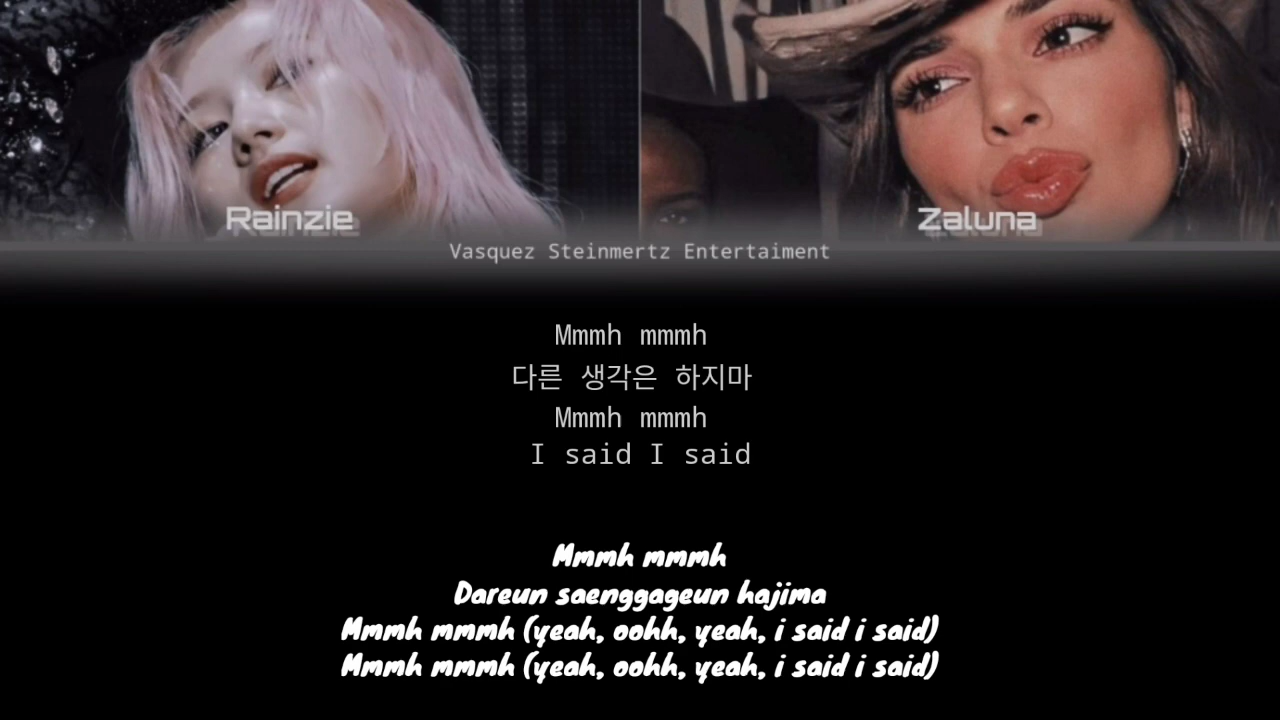 Rainzie
Zaluna
Vasquez Steinmertz Entertaiment
Mmmh mmmh
다른 생각은 하지마
Mmmh mmmh
I said I said
Mmmh mmmh
Dareun saenggageun hajima
Mmmh mmmh (yeah, oohh, yeah, i said i said)
Mmmh mmmh (yeah, oohh, yeah, i said i said)